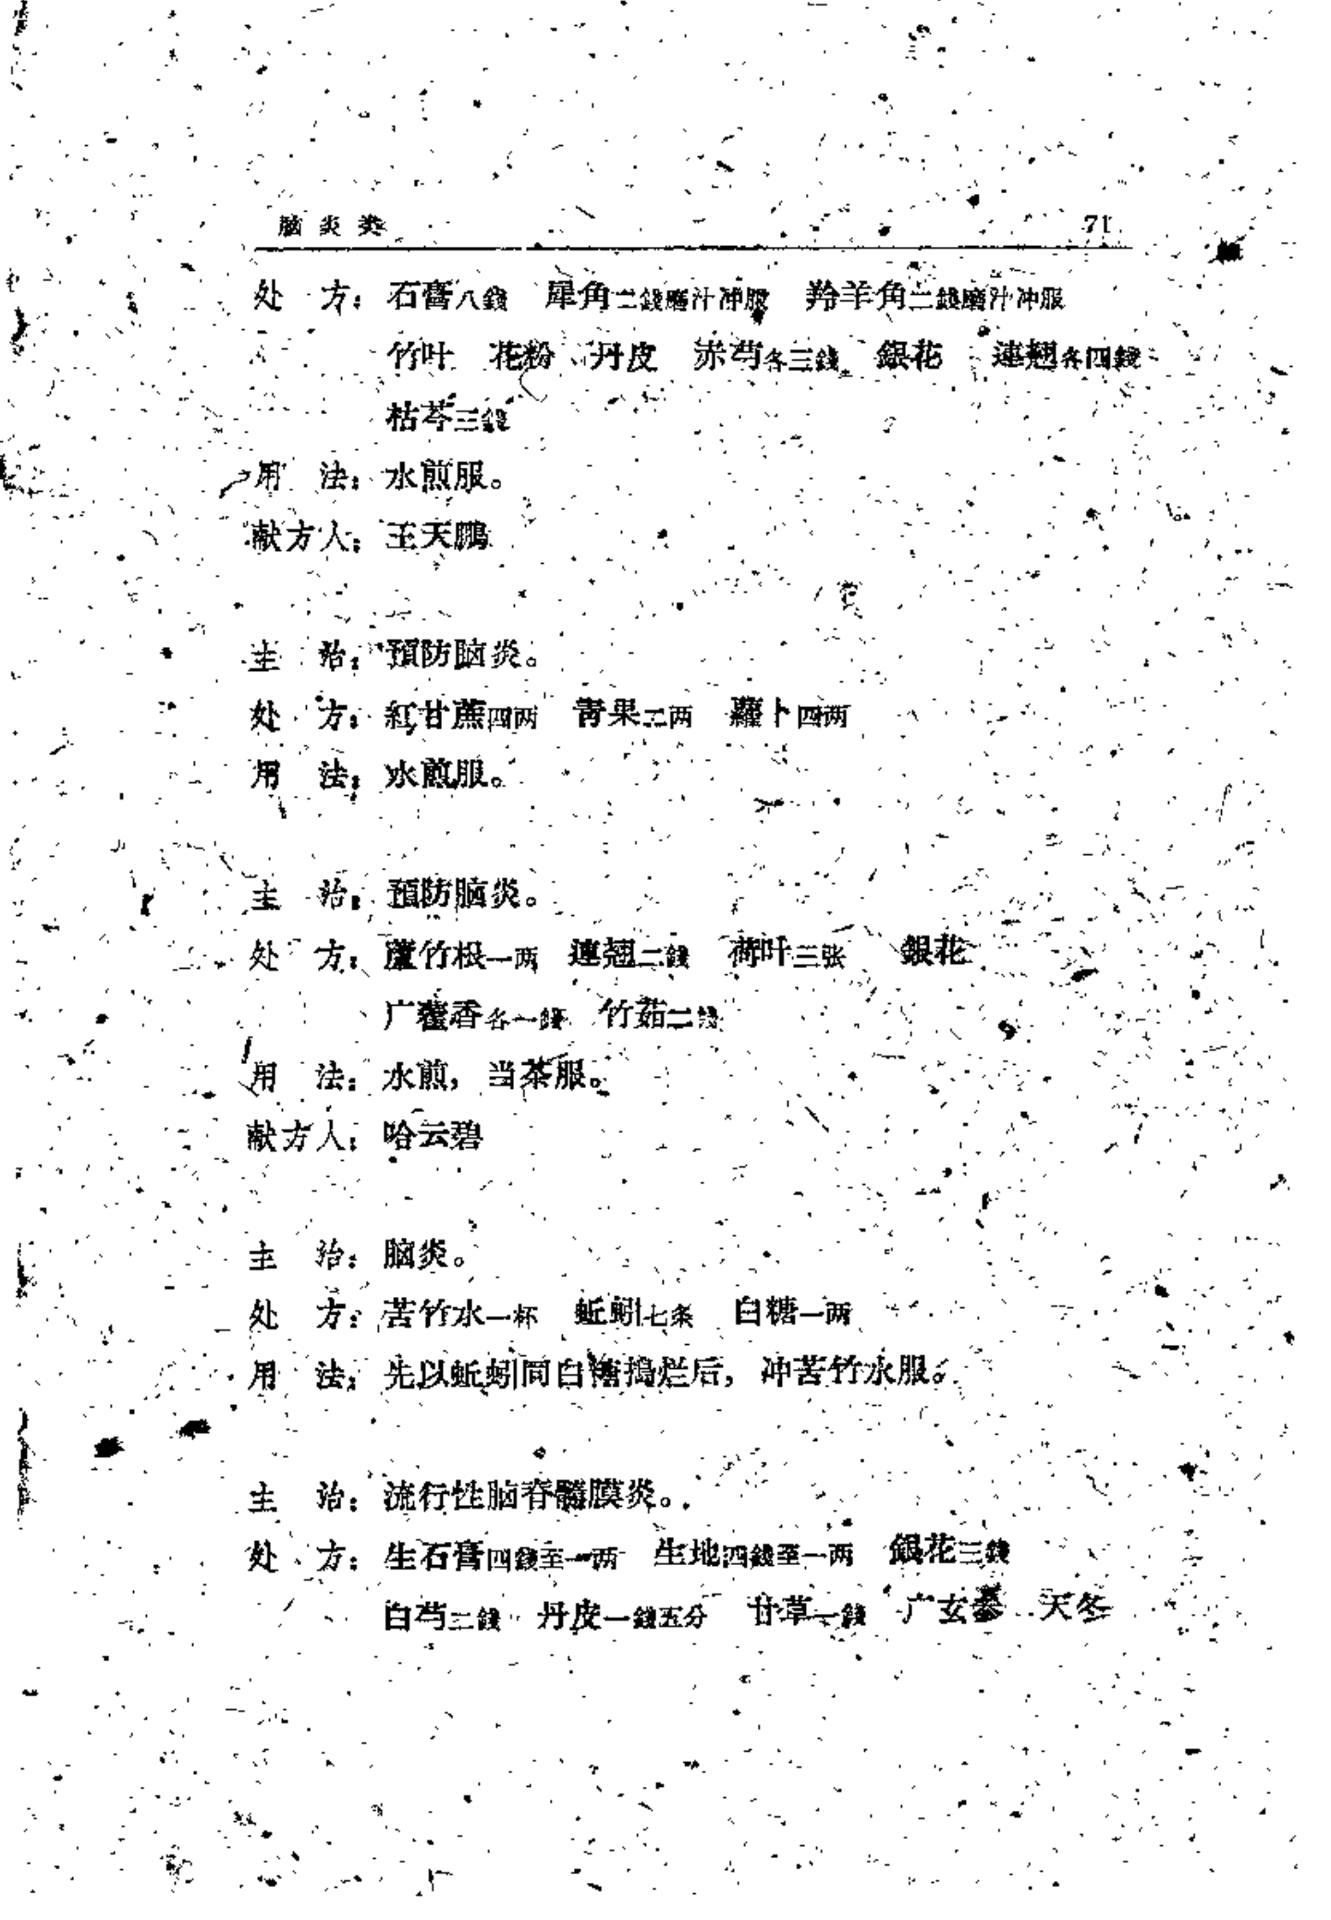 脑炎类 71
处 方：石膏八錢 犀角二錢磨汁冲服 羚羊角二錢磨汁冲服
竹叶 花粉 丹皮 赤芍各三錢 銀花 連翘各四錢
枯芩三錢
用 法：水煎服。
献方人：王天鵬
主 治：預防脑炎。
处 方：紅甘蔗四两 青果二两 蘿卜四两
用 法：水煎服。
主 治：預防脑炎。
处 方：蘆竹根一两 連翘二錢 荷叶三张 銀花
广藿香各一錢 竹茹二錢
用 法：水煎，当茶服。
献方人：哈云碧
主 治：脑炎。
处 方：苦竹水一杯 蚯蚓七条 白糖一两
用 法：先以蚯蚓同白糖搗烂后，冲苦竹水服。
主 治：流行性脑脊髓膜炎。
处 方：生石膏四錢至一两 生地四錢至一两 銀花三錢
白芍二錢 丹皮一錢五分 甘草一錢 广玄參 天冬